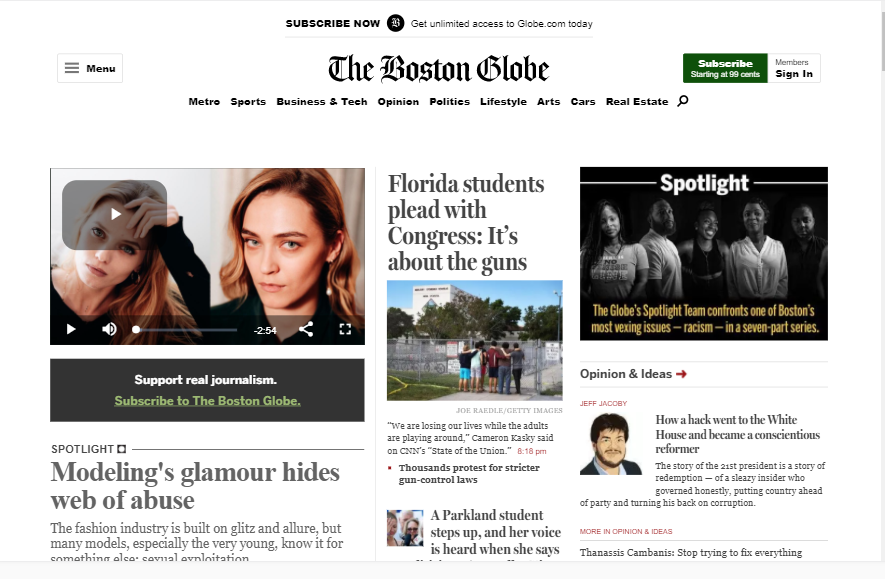 SUBSCRIBE NOW B Get unlimited access to Globe.com today
Menu
The Boston Globe
Subscribe
Starting at 99 cents
Members
Sign In
Metro Sports Business & Tech Opinion Politics Lifestyle Arts Cars Real Estate
-2:54
Support real journalism.
Subscribe to The Boston Globe.
SPOTLIGHT
Modeling's glamour hides
web of abuse
The fashion industry is built on glitz and allure, but
many models, especially the very young, know it for
something else: sexual exploitation.
Florida students
plead with
Congress: It's
about the guns
JOE RAEDLE/GETTY IMAGES
"We are losing our lives while the adults
are playing around," Cameron Kasky said
on CNN's "State of the Union." 8:18 pm
Thousands protest for stricter
gun-control laws
A Parkland student
steps up, and her voice
is heard when she says
Spotlight
The Globe's Spotlight Team confronts one of Boston's
most vexing issues — racism — in a seven-part series.
Opinion & Ideas
JEFF JACOBY
How a hack went to the White
House and became a conscientious
reformer
The story of the 21st president is a story of
redemption — of a sleazy insider who
governed honestly, putting country ahead
of party and turning his back on corruption.
MORE IN OPINION & IDEAS
Thanassis Cambanis: Stop trying to fix everything